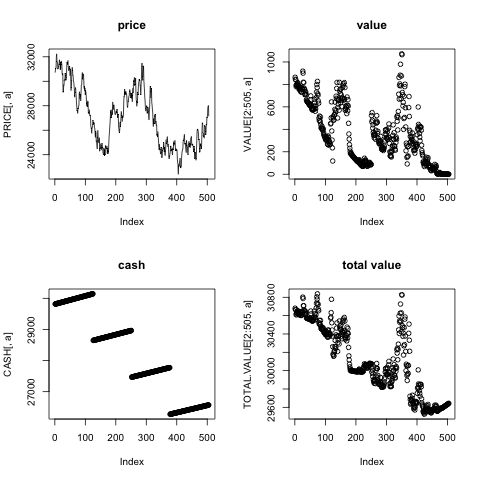 price
value
PRICE[, a]
24000 28000 32000
VALUE[2:505, a]
0 200 600 1000
0 100 200 300 400 500
0 100 200 300 400 500
Index
Index
cash
total value
CASH[, a]
27000 29000
TOTAL.VALUE[2:505, a]
29600 30000 30400 30800
0 100 200 300 400 500
0 100 200 300 400 500
Index
Index